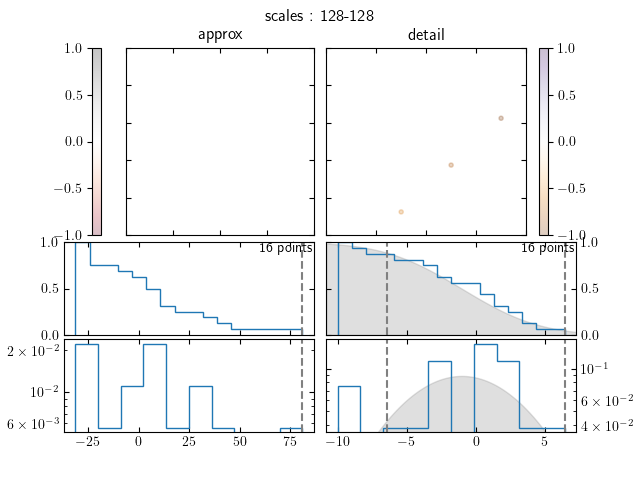 scales : 128-128
approx detail
1.0 1.0
0.5 0.5
0.0 0.0
−0.5 −0.5
−1.0 −1.0
1.0 16 points 16 points 1.0
0.5 0.5
0.0 0.0
2 × 10⁻²
10⁻² 10⁻¹
6 × 10⁻³ 6 × 10⁻²
4 × 10⁻²
−25 0 25 50 75 −10 −5 0 5